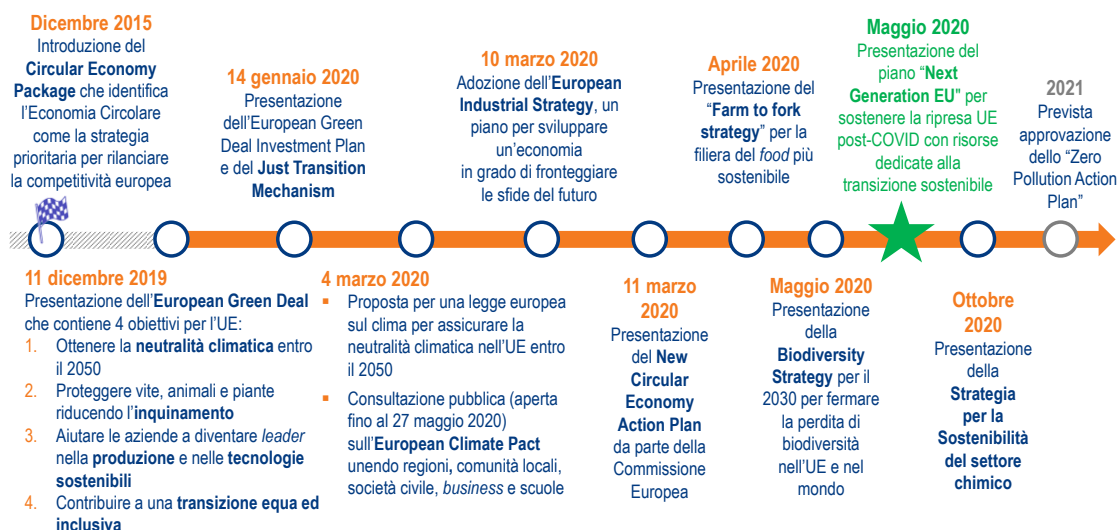 Dicembre 2015
Introduzione del
Circular Economy
Package che identifica
l'Economia Circolare
come la strategia
prioritaria per rilanciare
la competitività europea
14 gennaio 2020
Presentazione
dell'European Green
Deal Investment Plan
e del Just Transition
Mechanism
10 marzo 2020
Adozione dell'European
Industrial Strategy, un
piano per sviluppare
un'economia
in grado di fronteggiare
le sfide del futuro
Aprile 2020
Presentazione del
“Farm to fork
strategy” per la
filiera del food più
sostenibile
Maggio 2020
Presentazione del
piano “Next
Generation EU" per
sostenere la ripresa UE
post-COVID con risorse
dedicate alla
transizione sostenibile
2021
Prevista
approvazione
dello “Zero
Pollution Action
Plan”
11 dicembre 2019
Presentazione dell'European Green Deal
che contiene 4 obiettivi per l'UE:
1. Ottenere la neutralità climatica entro
il 2050
2. Proteggere vite, animali e piante
riducendo l'inquinamento
3. Aiutare le aziende a diventare leader
nella produzione e nelle tecnologie
sostenibili
4. Contribuire a una transizione equa ed
inclusiva
4 marzo 2020
▪ Proposta per una legge europea
sul clima per assicurare la
neutralità climatica nell'UE entro
il 2050
▪ Consultazione pubblica (aperta
fino al 27 maggio 2020)
sull'European Climate Pact
unendo regioni, comunità locali,
società civile, business e scuole
11 marzo
2020
Presentazione
del New
Circular
Economy
Action Plan
da parte della
Commissione
Europea
Maggio 2020
Presentazione
della
Biodiversity
Strategy per il
2030 per fermare
la perdita di
biodiversità
nell'UE e nel
mondo
Ottobre
2020
Presentazione
della
Strategia
per la
Sostenibilità
del settore
chimico